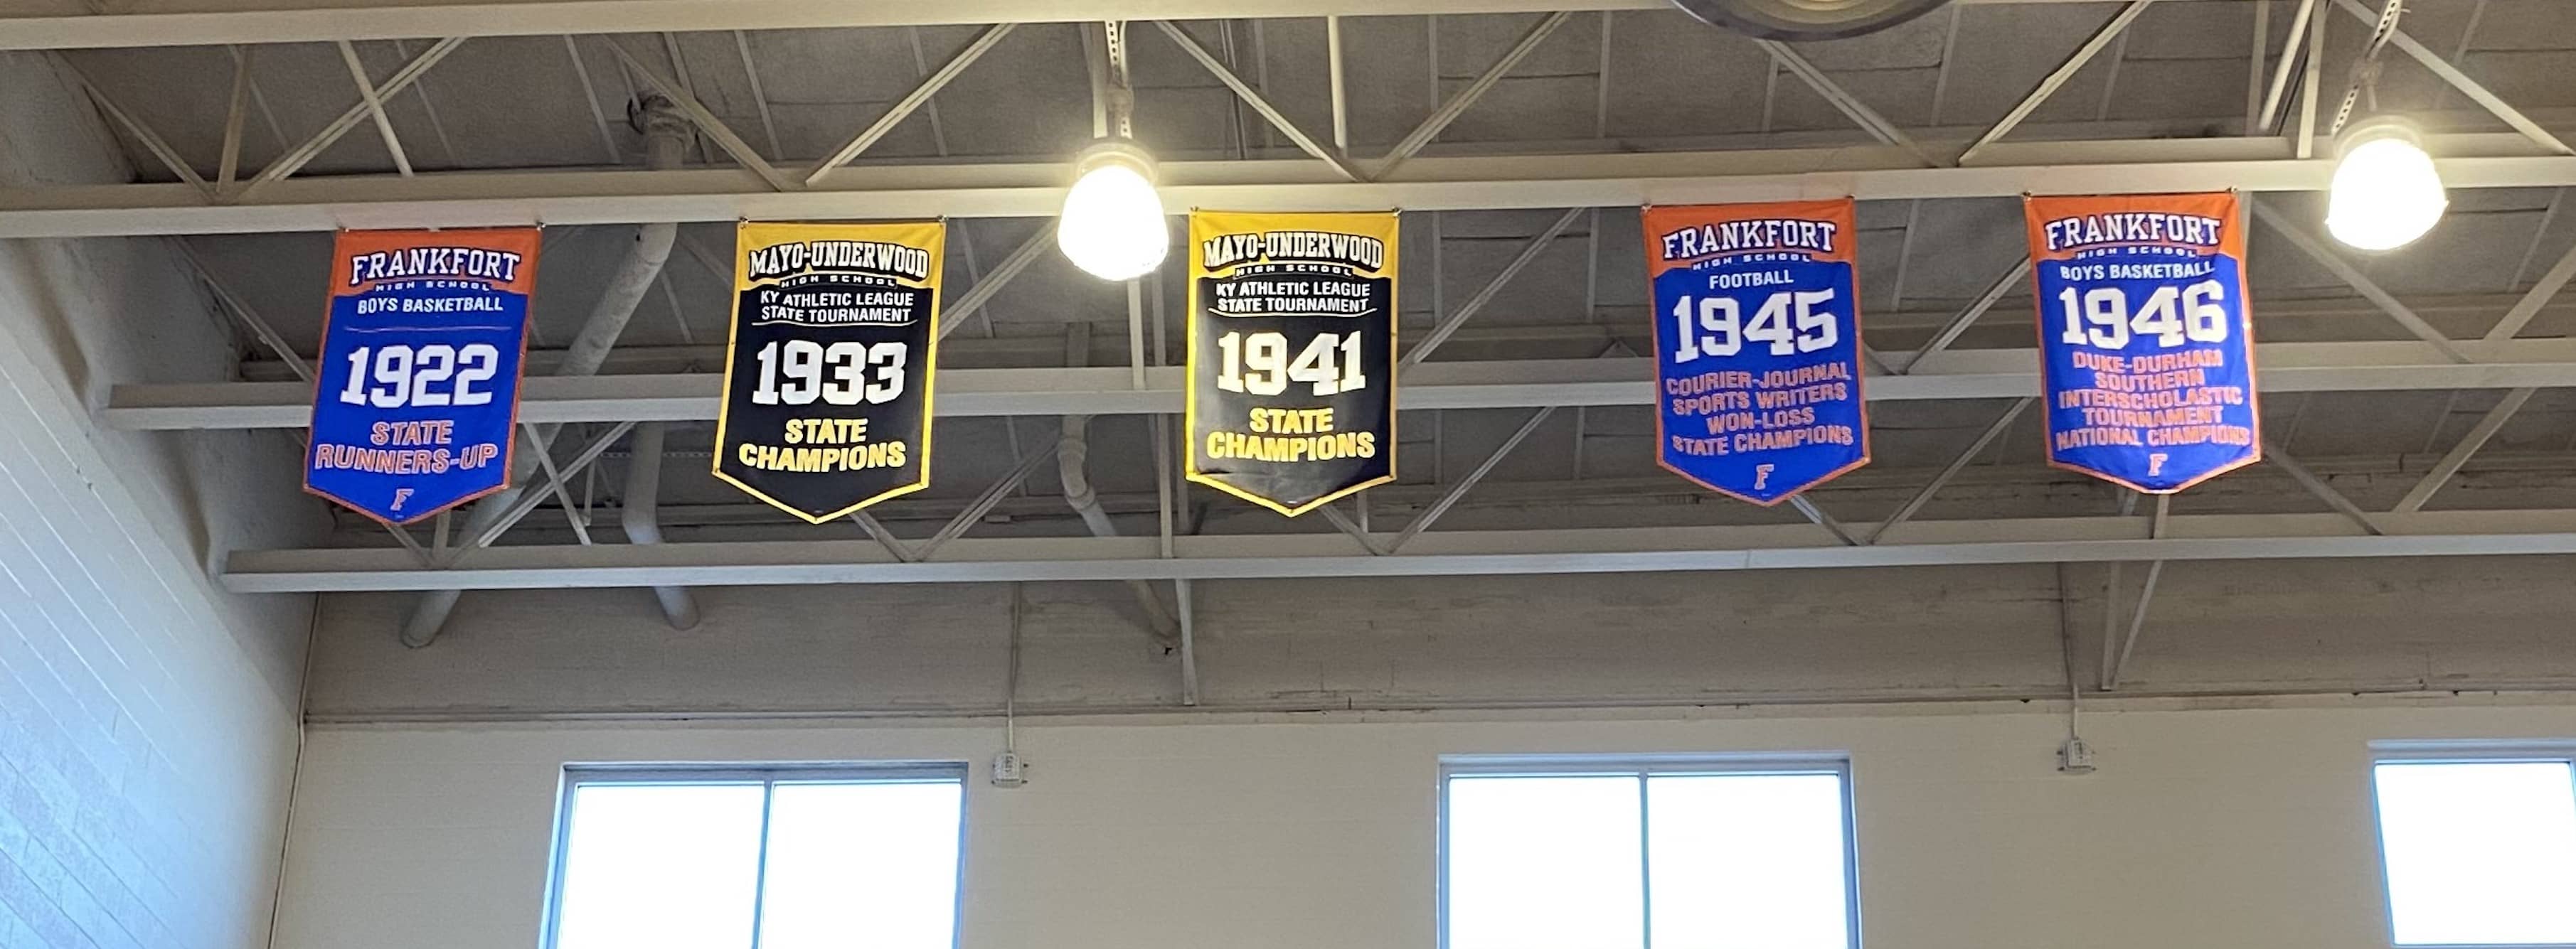 FRANKFORT
HIGH SCHOOL
BOYS BASKETBALL
1922
STATE
RUNNERS-UP
F
MAYO-UNDERWOOD
HIGH SCHOOL
KY ATHLETIC LEAGUE
STATE TOURNAMENT
1933
STATE
CHAMPIONS
MAYO-UNDERWOOD
HIGH SCHOOL
KY ATHLETIC LEAGUE
STATE TOURNAMENT
1941
STATE
CHAMPIONS
FRANKFORT
HIGH SCHOOL
FOOTBALL
1945
COURIER-JOURNAL
SPORTS WRITERS
WON-LOSS
STATE CHAMPIONS
F
FRANKFORT
HIGH SCHOOL
BOYS BASKETBALL
1946
DUKE-DURHAM
SOUTHERN
INTERSCHOLASTIC
TOURNAMENT
NATIONAL CHAMPIONS
F